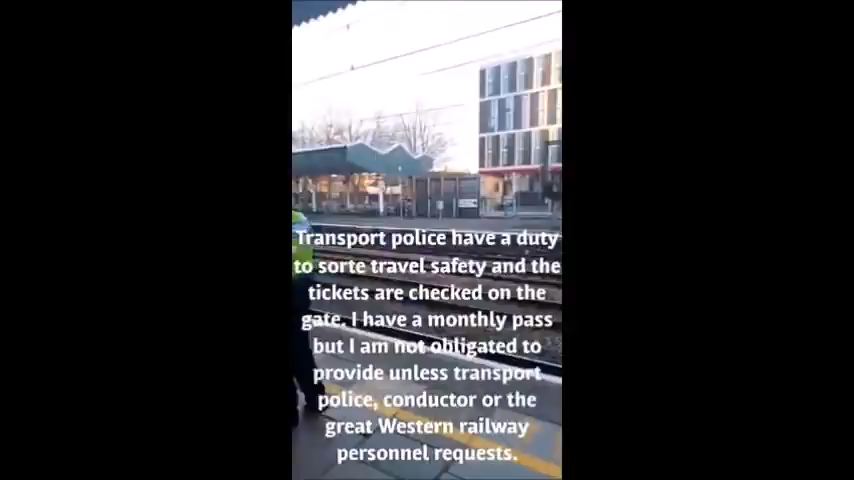 Transport police have a duty
to sorte travel safety and the
tickets are checked on the
gate. I have a monthly pass
but I am not obligated to
provide unless transport
police, conductor or the
great Western railway
personnel requests.